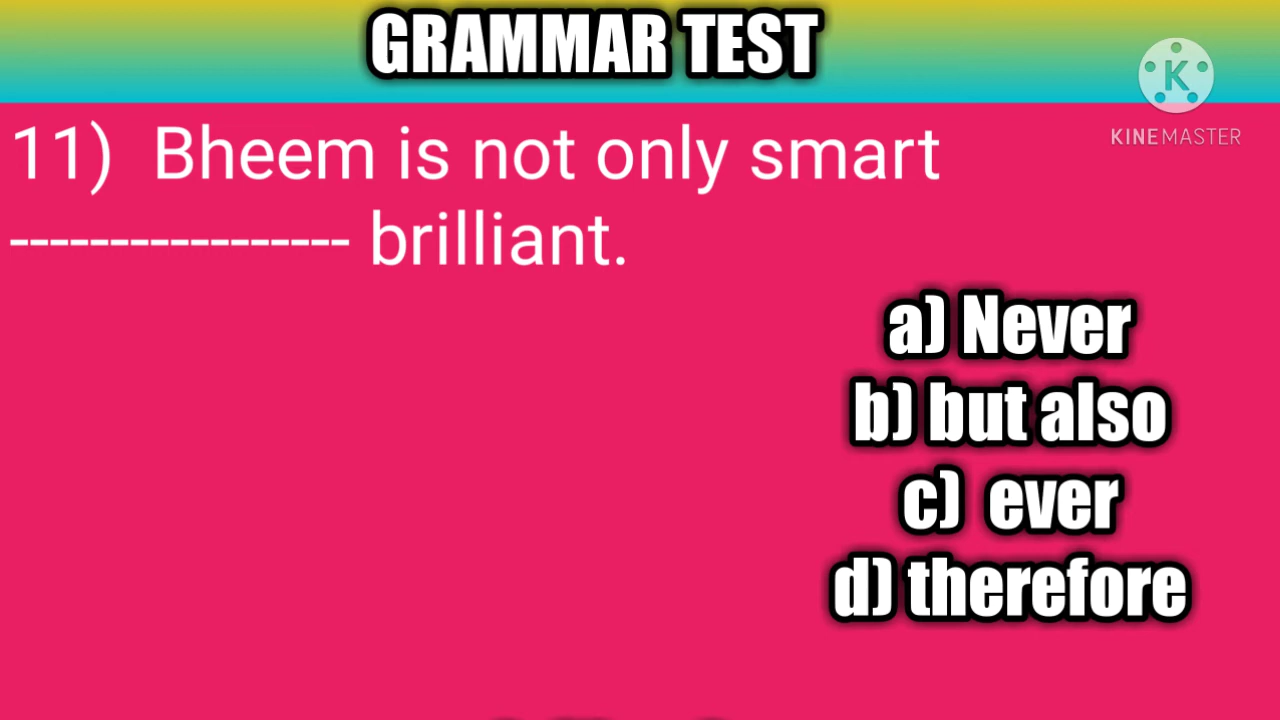 GRAMMAR TEST
K
KINEMASTER
11) Bheem is not only smart
----------------- brilliant.
a) Never
b) but also
c) ever
d) therefore